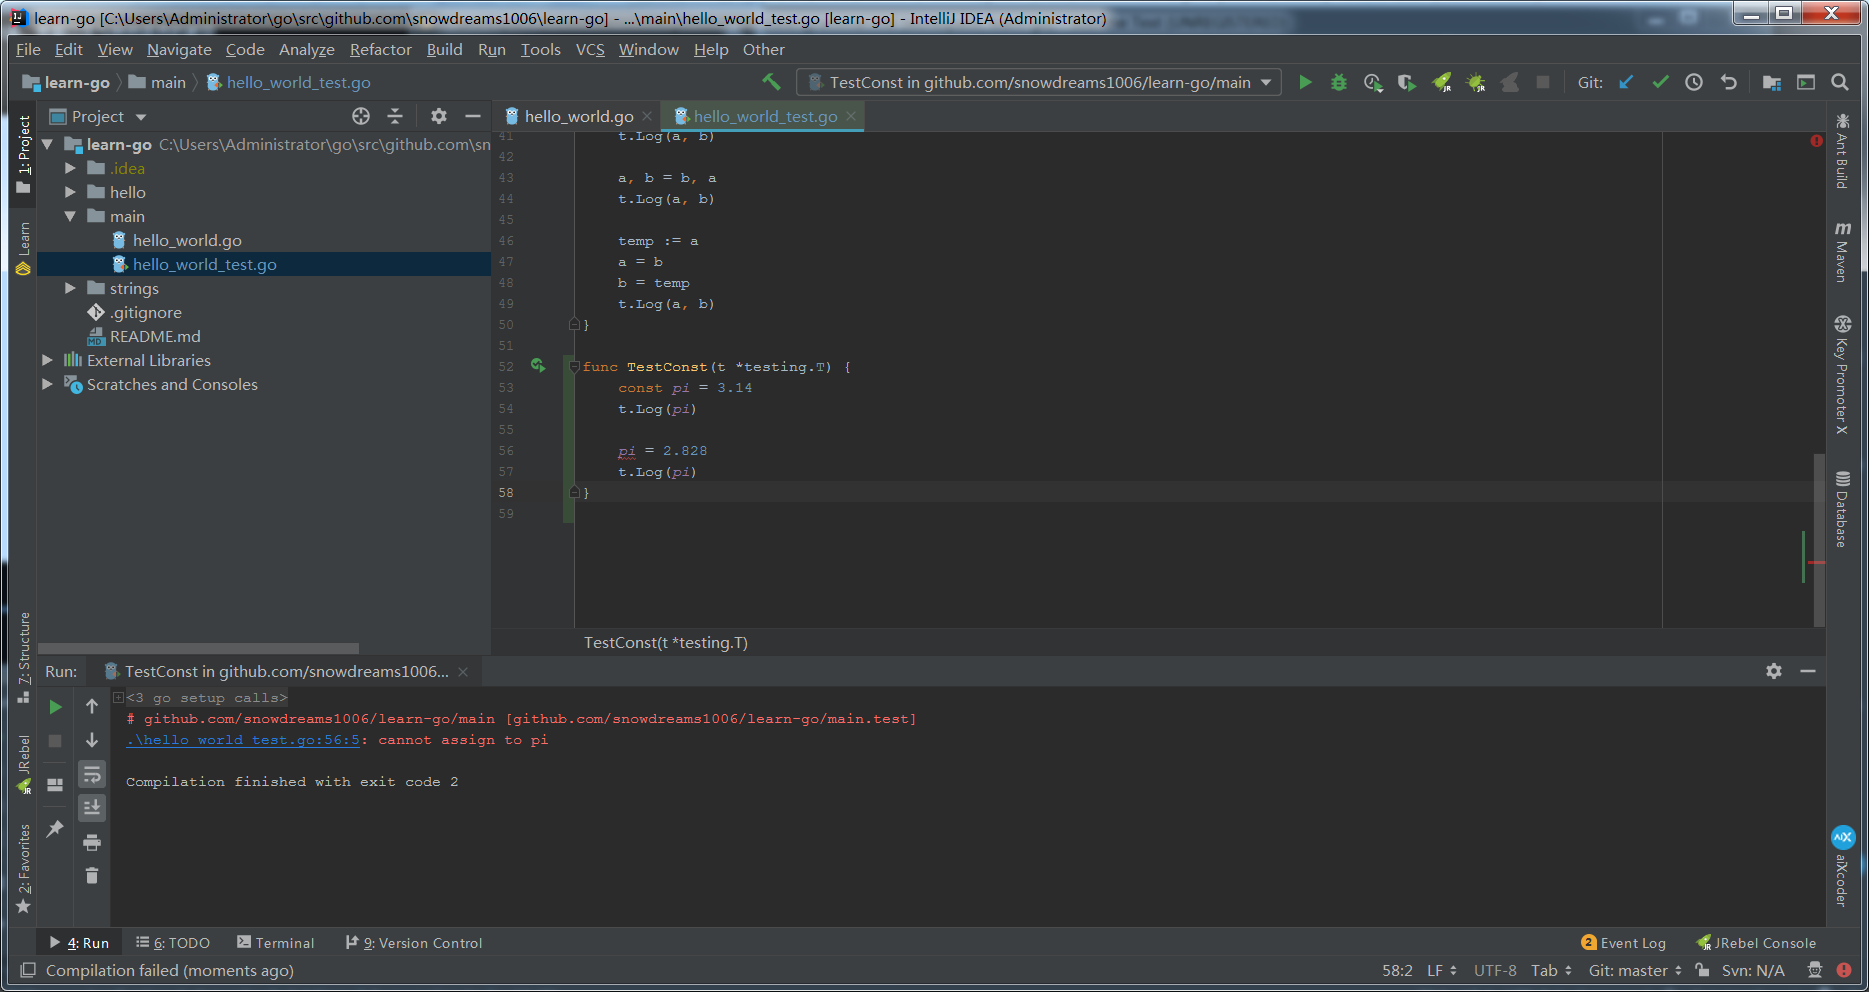 learn-go [C:\Users\Administrator\go\src\github.com\snowdreams1006\learn-go] - ...\main\hello_world_test.go [learn-go] - IntelliJ IDEA (Administrator)
File Edit View Navigate Code Analyze Refactor Build Run Tools VCS Window Help Other
learn-go main hello_world_test.go
TestConst in github.com/snowdreams1006/learn-go/main
Git:
1: Project
Learn
7: Structure
JRebel
2: Favorites
Project
learn-go C:\Users\Administrator\go\src\github.com\sn
.idea
hello
main
hello_world.go
hello_world_test.go
strings
.gitignore
README.md
External Libraries
Scratches and Consoles
hello_world.go hello_world_test.go
41 t.Log(a, b)
42
43 a, b = b, a
44 t.Log(a, b)
45
46 temp := a
47 a = b
48 b = temp
49 t.Log(a, b)
50 }
51
52 func TestConst(t *testing.T) {
53 const pi = 3.14
54 t.Log(pi)
55
56 pi = 2.828
57 t.Log(pi)
58 }
59
TestConst(t *testing.T)
Ant Build
Maven
Key Promoter X
Database
aiXcoder
Run: TestConst in github.com/snowdreams1006...
<3 go setup calls>
# github.com/snowdreams1006/learn-go/main [github.com/snowdreams1006/learn-go/main.test]
.\hello_world_test.go:56:5: cannot assign to pi
Compilation finished with exit code 2
4: Run 6: TODO Terminal 9: Version Control
2 Event Log JRebel Console
Compilation failed (moments ago)
58:2 LF UTF-8 Tab Git: master Svn: N/A